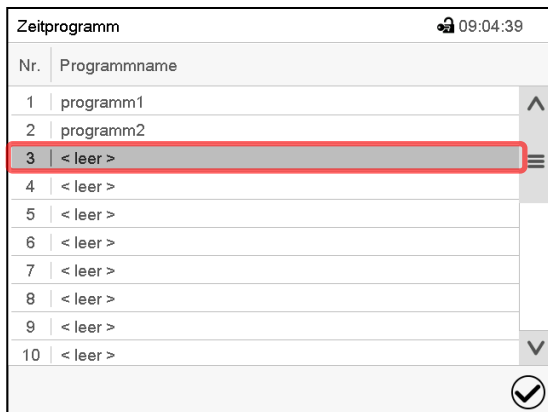 Zeitprogramm 09:04:39
Nr. Programmname
1 programm1
2 programm2
3 < leer >
4 < leer >
5 < leer >
6 < leer >
7 < leer >
8 < leer >
9 < leer >
10 < leer >